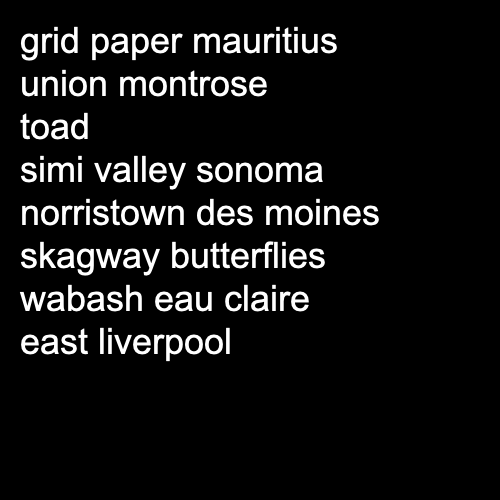 grid paper mauritius
union montrose
toad
simi valley sonoma
norristown des moines
skagway butterflies
wabash eau claire
east liverpool